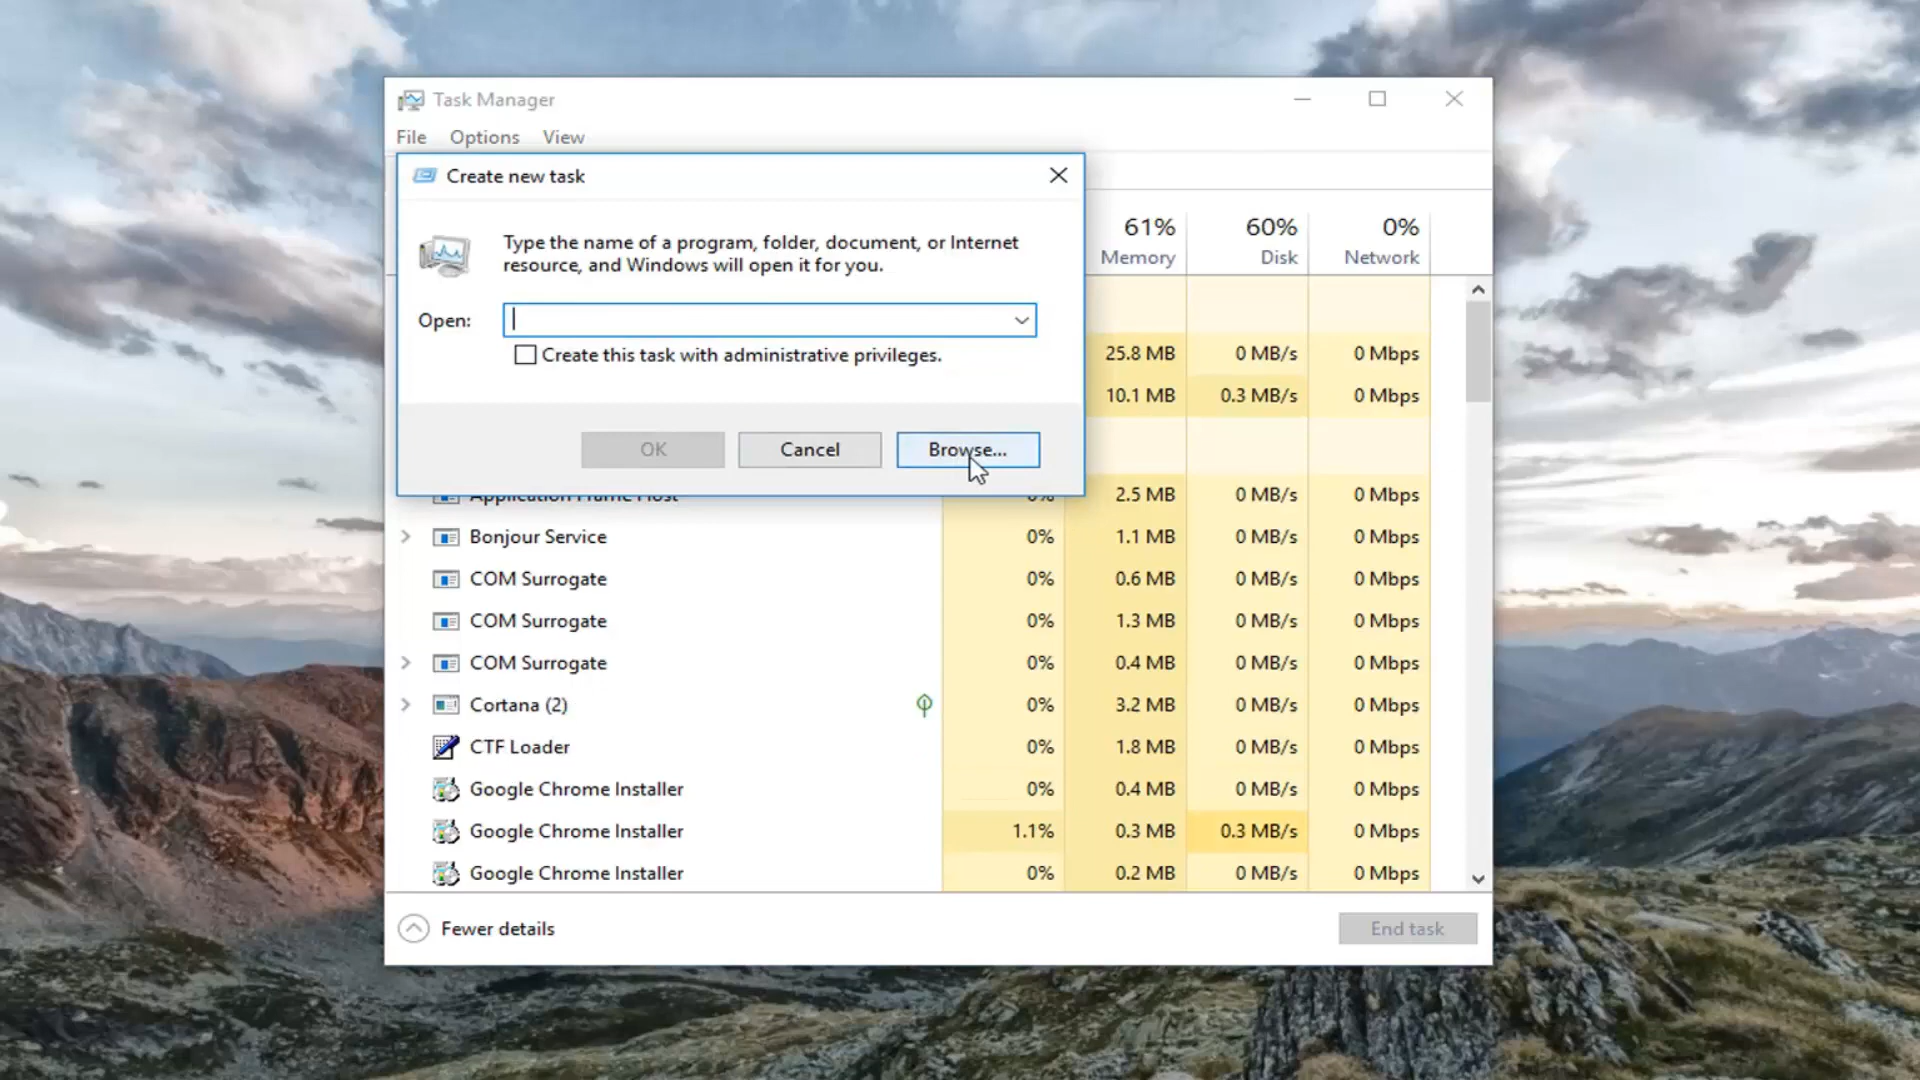 Task Manager
File Options View
Create new task
Type the name of a program, folder, document, or Internet
resource, and Windows will open it for you.
Open:
Create this task with administrative privileges.
OK Cancel Browse...
61% 60% 0%
Memory Disk Network
25.8 MB 0 MB/s 0 Mbps
10.1 MB 0.3 MB/s 0 Mbps
Application Frame Host 0% 2.5 MB 0 MB/s 0 Mbps
Bonjour Service 0% 1.1 MB 0 MB/s 0 Mbps
COM Surrogate 0% 0.6 MB 0 MB/s 0 Mbps
COM Surrogate 0% 1.3 MB 0 MB/s 0 Mbps
COM Surrogate 0% 0.4 MB 0 MB/s 0 Mbps
Cortana (2) 0% 3.2 MB 0 MB/s 0 Mbps
CTF Loader 0% 1.8 MB 0 MB/s 0 Mbps
Google Chrome Installer 0% 0.4 MB 0 MB/s 0 Mbps
Google Chrome Installer 1.1% 0.3 MB 0.3 MB/s 0 Mbps
Google Chrome Installer 0% 0.2 MB 0 MB/s 0 Mbps
Fewer details End task